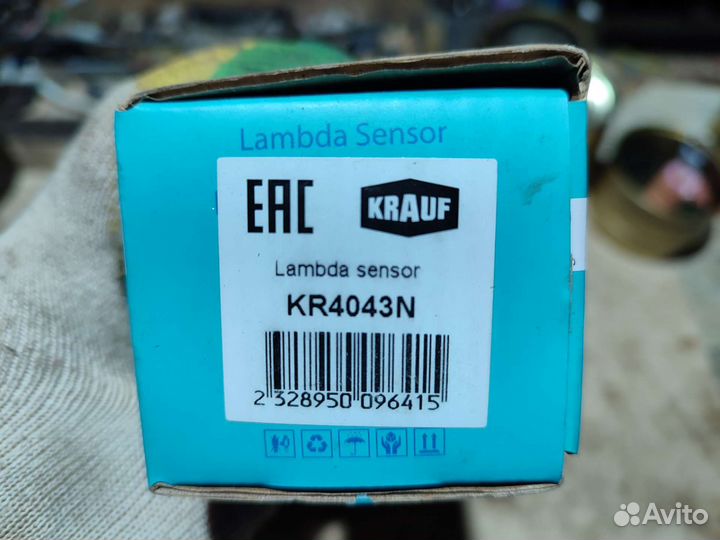 Lambda Sensor
EAC KRAUF
Lambda sensor
KR4043N
2 328950 096415
Avito